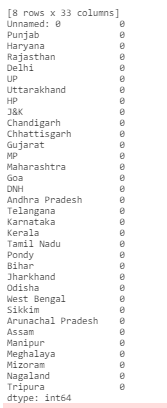 [8 rows x 33 columns]
Unnamed: 0 0
Punjab 0
Haryana 0
Rajasthan 0
Delhi 0
UP 0
Uttarakhand 0
HP 0
J&K 0
Chandigarh 0
Chhattisgarh 0
Gujarat 0
MP 0
Maharashtra 0
Goa 0
DNH 0
Andhra Pradesh 0
Telangana 0
Karnataka 0
Kerala 0
Tamil Nadu 0
Pondy 0
Bihar 0
Jharkhand 0
Odisha 0
West Bengal 0
Sikkim 0
Arunachal Pradesh 0
Assam 0
Manipur 0
Meghalaya 0
Mizoram 0
Nagaland 0
Tripura 0
dtype: int64